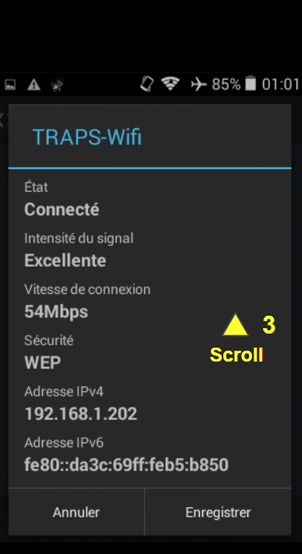 85% 01:01
TRAPS-Wifi
État
Connecté
Intensité du signal
Excellente
Vitesse de connexion
54Mbps
3
Scroll
Sécurité
WEP
Adresse IPv4
192.168.1.202
Adresse IPv6
fe80::da3c:69ff:feb5:b850
Annuler Enregistrer